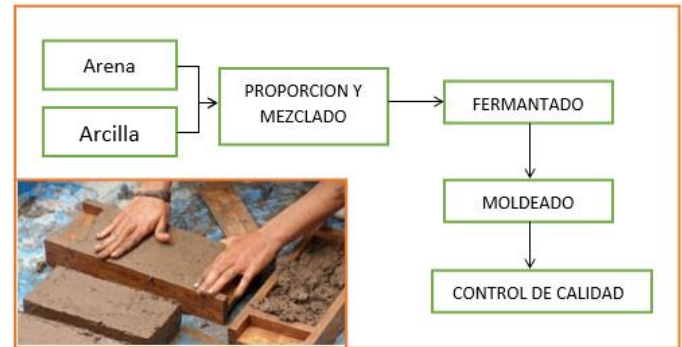 Arena
Arcilla
PROPORCION Y
MEZCLADO
FERMANTADO
MOLDEADO
CONTROL DE CALIDAD